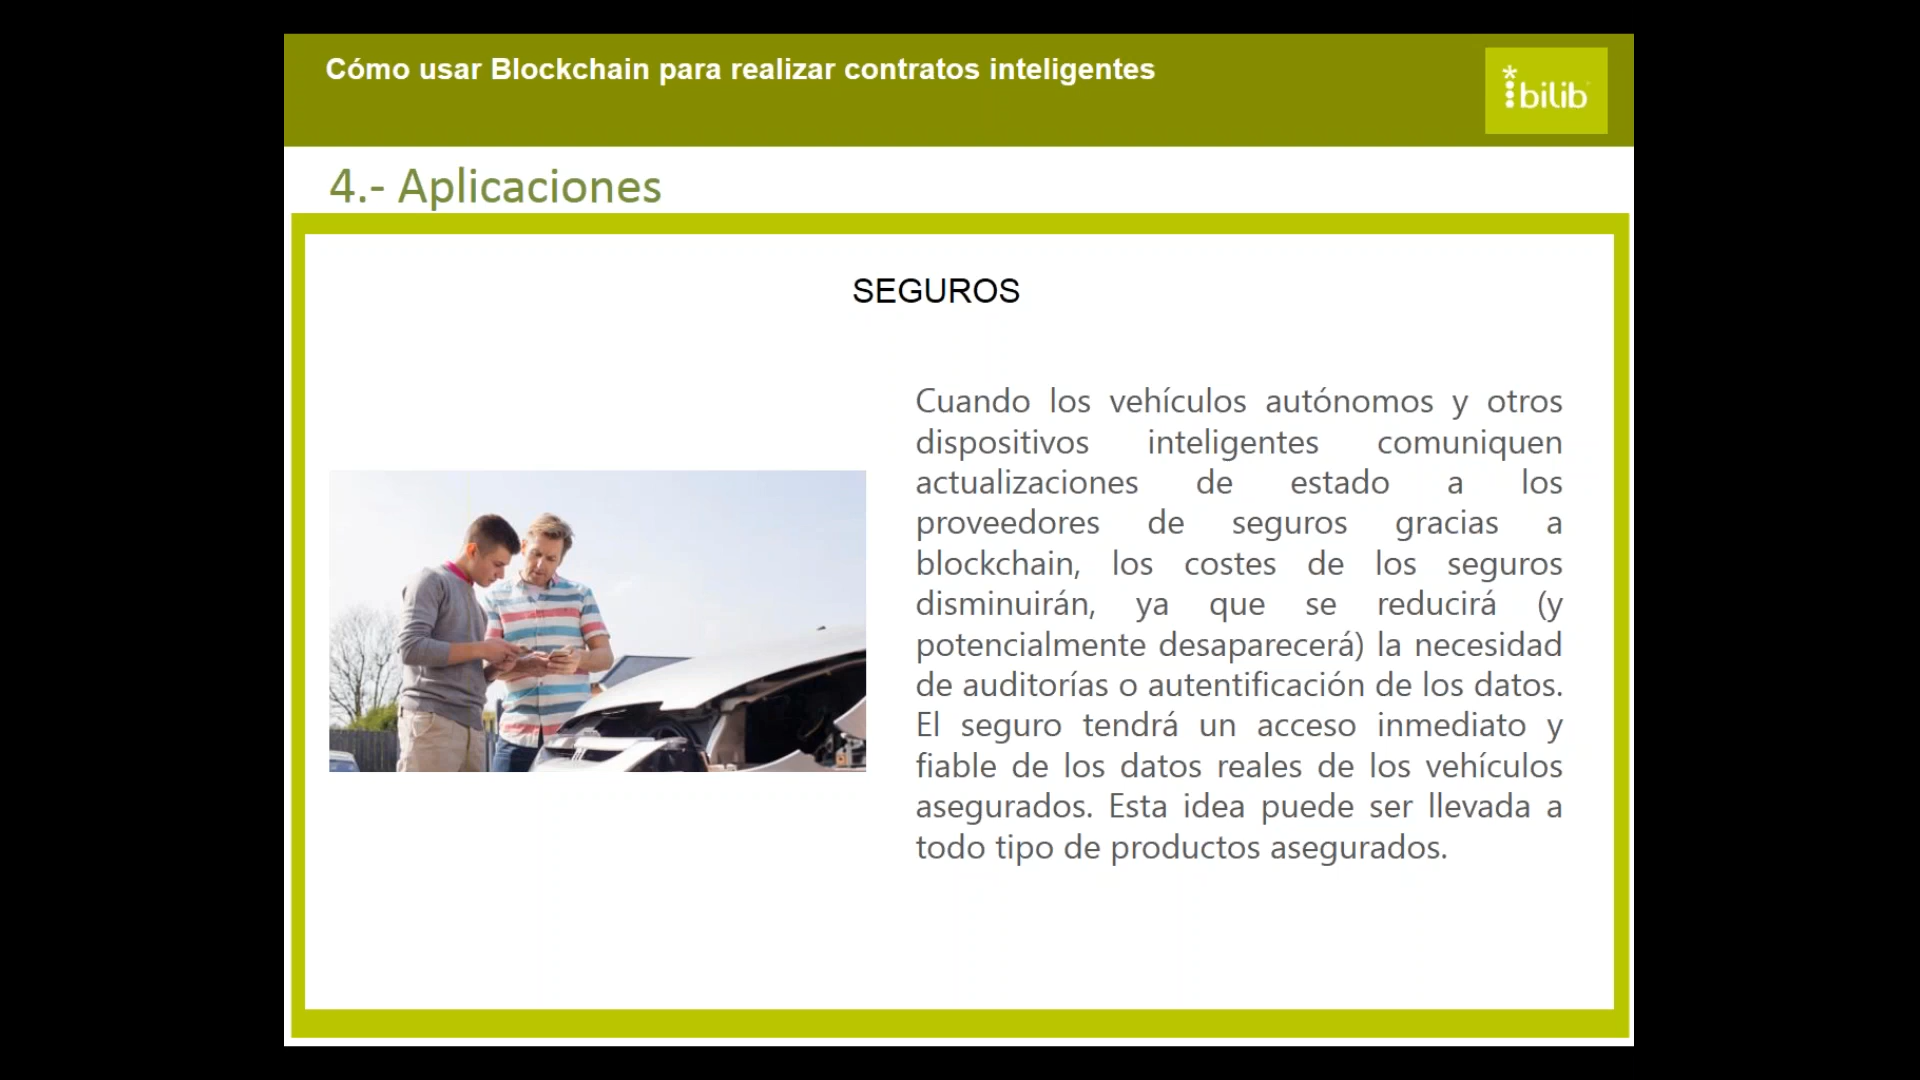 Cómo usar Blockchain para realizar contratos inteligentes
*bilib
4.- Aplicaciones
SEGUROS
Cuando los vehículos autónomos y otros
dispositivos inteligentes comuniquen
actualizaciones de estado a los
proveedores de seguros gracias a
blockchain, los costes de los seguros
disminuirán, ya que se reducirá (y
potencialmente desaparecerá) la necesidad
de auditorías o autentificación de los datos.
El seguro tendrá un acceso inmediato y
fiable de los datos reales de los vehículos
asegurados. Esta idea puede ser llevada a
todo tipo de productos asegurados.